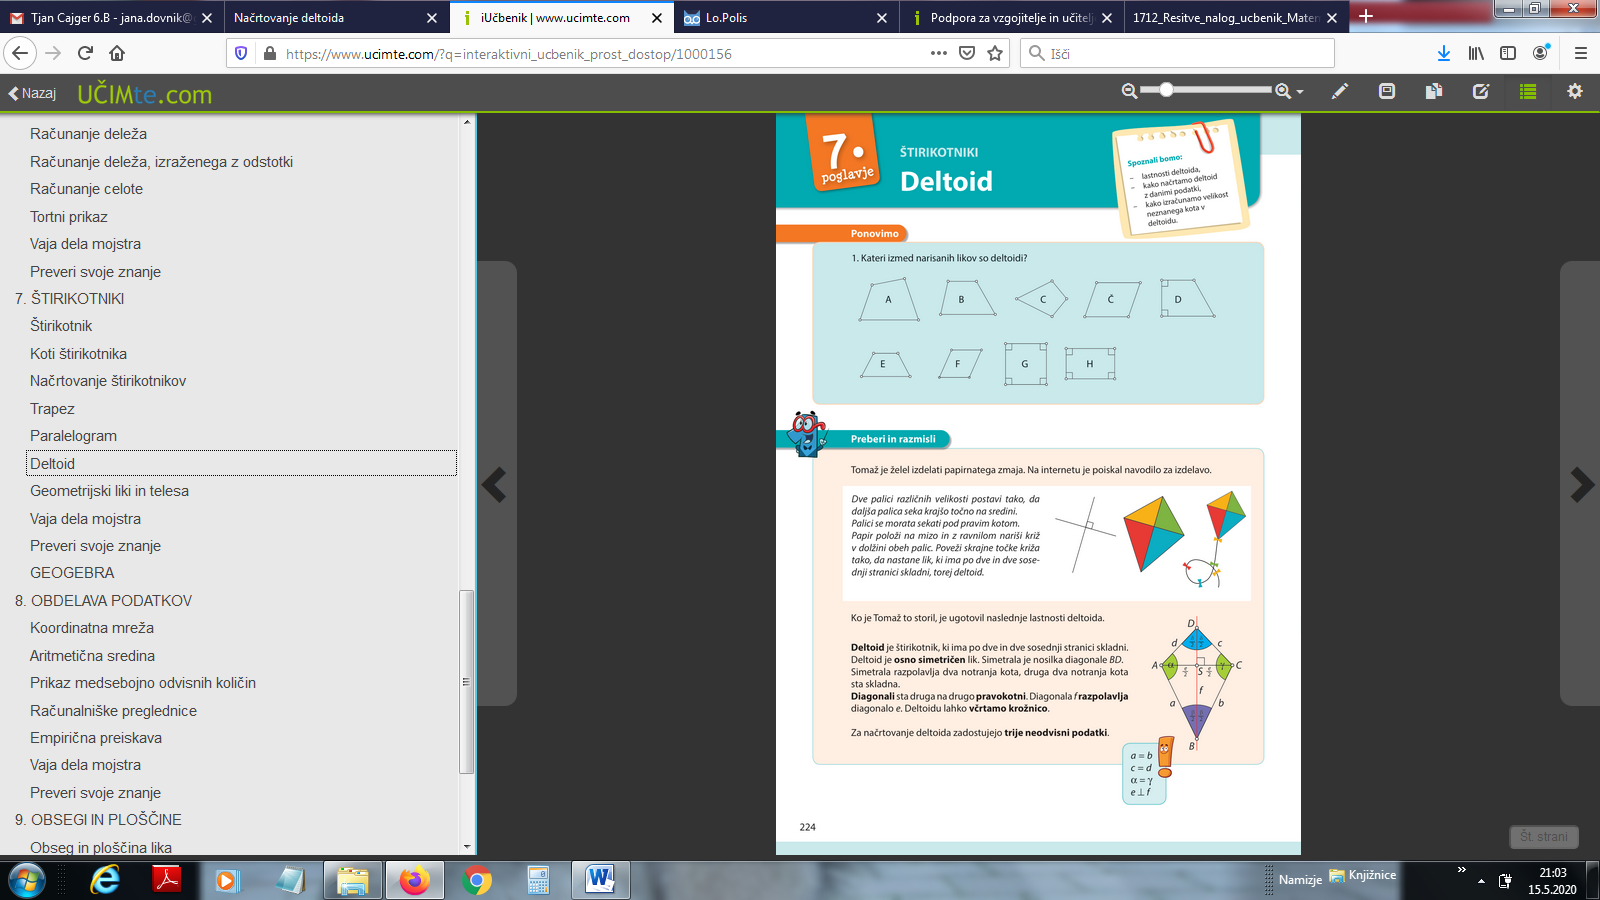 Tjan Cajger 6.B - jana.dovnik@
Načrtovanje deltoida
iUčbenik | www.ucimte.com
Lo.Polis
Podpora za vzgojitelje in učitelj
1712_Resitve_nalog_ucbenik_Maten
https://www.ucimte.com/?q=interaktivni_ucbenik_prost_dostop/1000156
Išči
Nazaj
UČIMte.com
Računanje deleža
Računanje deleža, izraženega z odstotki
Računanje celote
Tortni prikaz
Vaja dela mojstra
Preveri svoje znanje
7. ŠTIRIKOTNIKI
Štirikotnik
Koti štirikotnika
Načrtovanje štirikotnikov
Trapez
Paralelogram
Deltoid
Geometrijski liki in telesa
Vaja dela mojstra
Preveri svoje znanje
GEOGEBRA
8. OBDELAVA PODATKOV
Koordinatna mreža
Aritmetična sredina
Prikaz medsebojno odvisnih količin
Računalniške preglednice
Empirična preiskava
Vaja dela mojstra
Preveri svoje znanje
9. OBSEGI IN PLOŠČINE
Obseg in ploščina lika
7.
poglavje
ŠTIRIKOTNIKI
Deltoid
Spoznali bomo:
– lastnosti deltoida,
– kako načrtamo deltoid
z danimi podatki,
– kako izračunamo velikost
neznanega kota v
deltoidu.
Ponovimo
1. Kateri izmed narisanih likov so deltoidi?
A B C Č D
E F G H
Preberi in razmisli
Tomaž je želel izdelati papirnatega zmaja. Na internetu je poiskal navodilo za izdelavo.
Dve palici različnih velikosti postavi tako, da
daljša palica seka krajšo točno na sredini.
Palici se morata sekati pod pravim kotom.
Papir položi na mizo in z ravnilom nariši križ
v dolžini obeh palic. Poveži skrajne točke križa
tako, da nastane lik, ki ima po dve in dve sose-
dnji stranici skladni, torej deltoid.
Ko je Tomaž to storil, je ugotovil naslednje lastnosti deltoida.
Deltoid je štirikotnik, ki ima po dve in dve sosednji stranici skladni.
Deltoid je osno simetričen lik. Simetrala je nosilka diagonale BD.
Simetrala razpolavlja dva notranja kota, druga dva notranja kota
sta skladna.
Diagonali sta druga na drugo pravokotni. Diagonala f razpolavlja
diagonalo e. Deltoidu lahko včrtamo krožnico.
Za načrtovanje deltoida zadostujejo trije neodvisni podatki.
D
d c
A α S γ C
f
a b
B
a = b
c = d
α = γ
e ⊥ f
224
Št. strani
Namizje
Knjižnice
21:03
15.5.2020